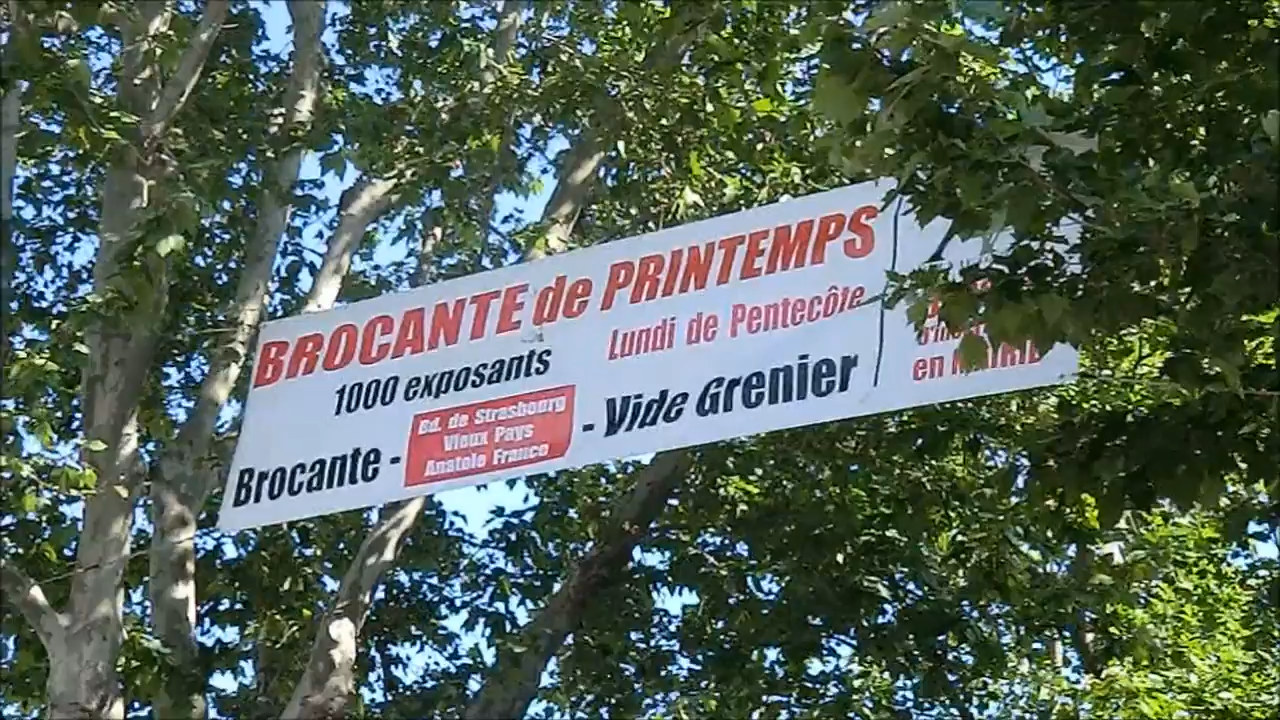 BROCANTE de PRINTEMPS
1000 exposants
Lundi de Pentecôte
Brocante -
Bd. de Strasbourg
Vieux Pays
Anatole France
- Vide Grenier
en MAIRIE